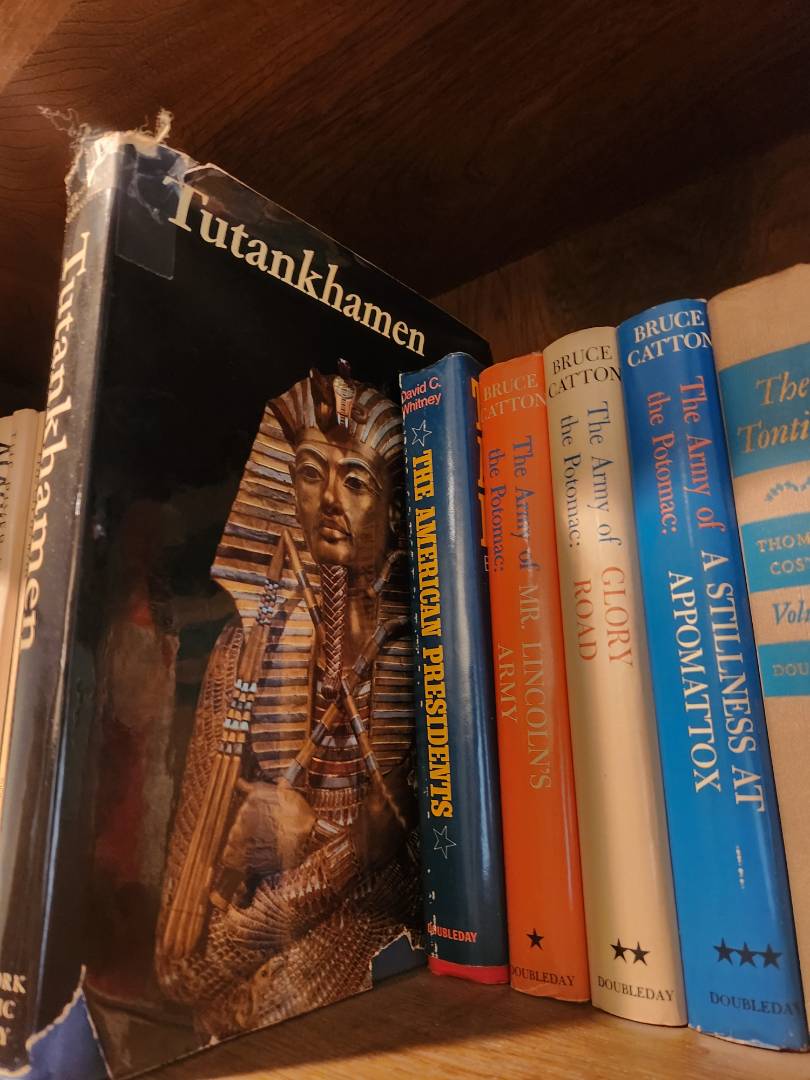 Tutankhamen
Tutankhamen
RK
IC
Y
David C.
Whitney
THE AMERICAN PRESIDENTS
DOUBLEDAY
BRUCE
CATTON
The Army of
the Potomac:
MR. LINCOLN'S
ARMY
DOUBLEDAY
BRUCE
CATTON
The Army of
the Potomac:
GLORY
ROAD
DOUBLEDAY
BRUCE
CATTON
The Army of
the Potomac:
A STILLNESS AT
APPOMATTOX
DOUBLEDAY
The
Tonti
THOM
COS
Vol
DOU